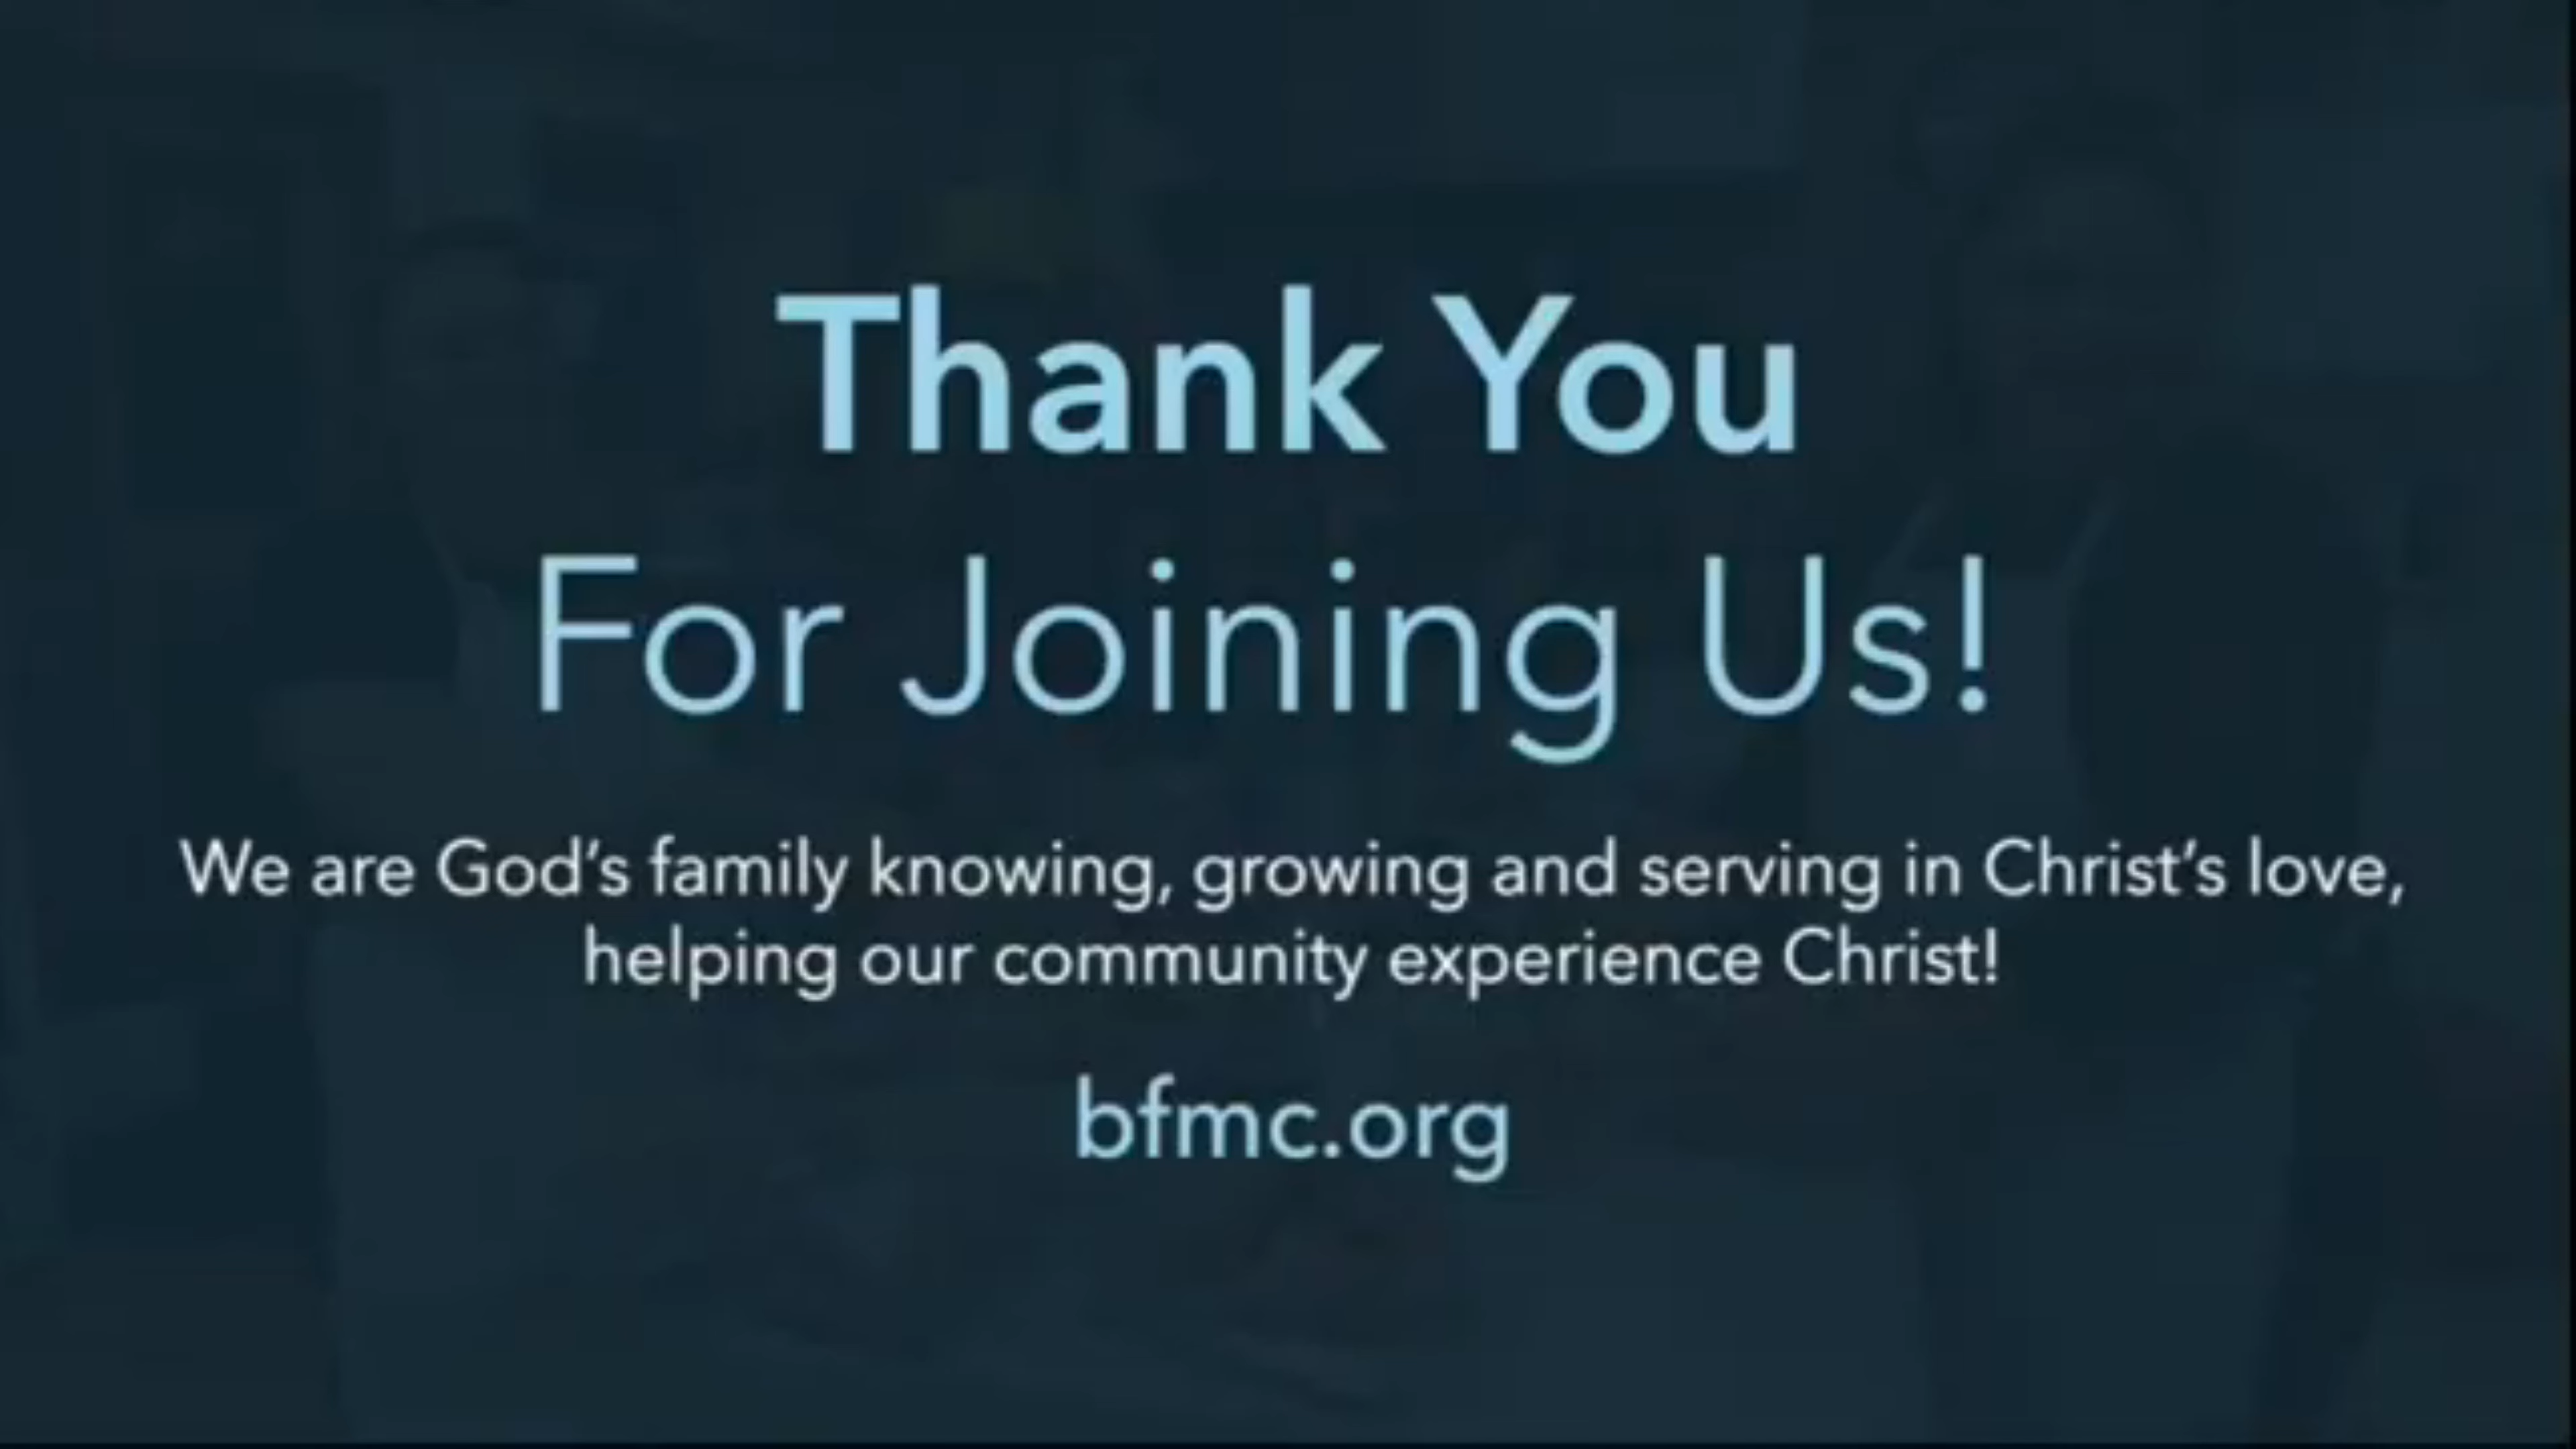 Thank You
For Joining Us!
We are God’s family knowing, growing and serving in Christ’s love,
helping our community experience Christ!
bfmc.org